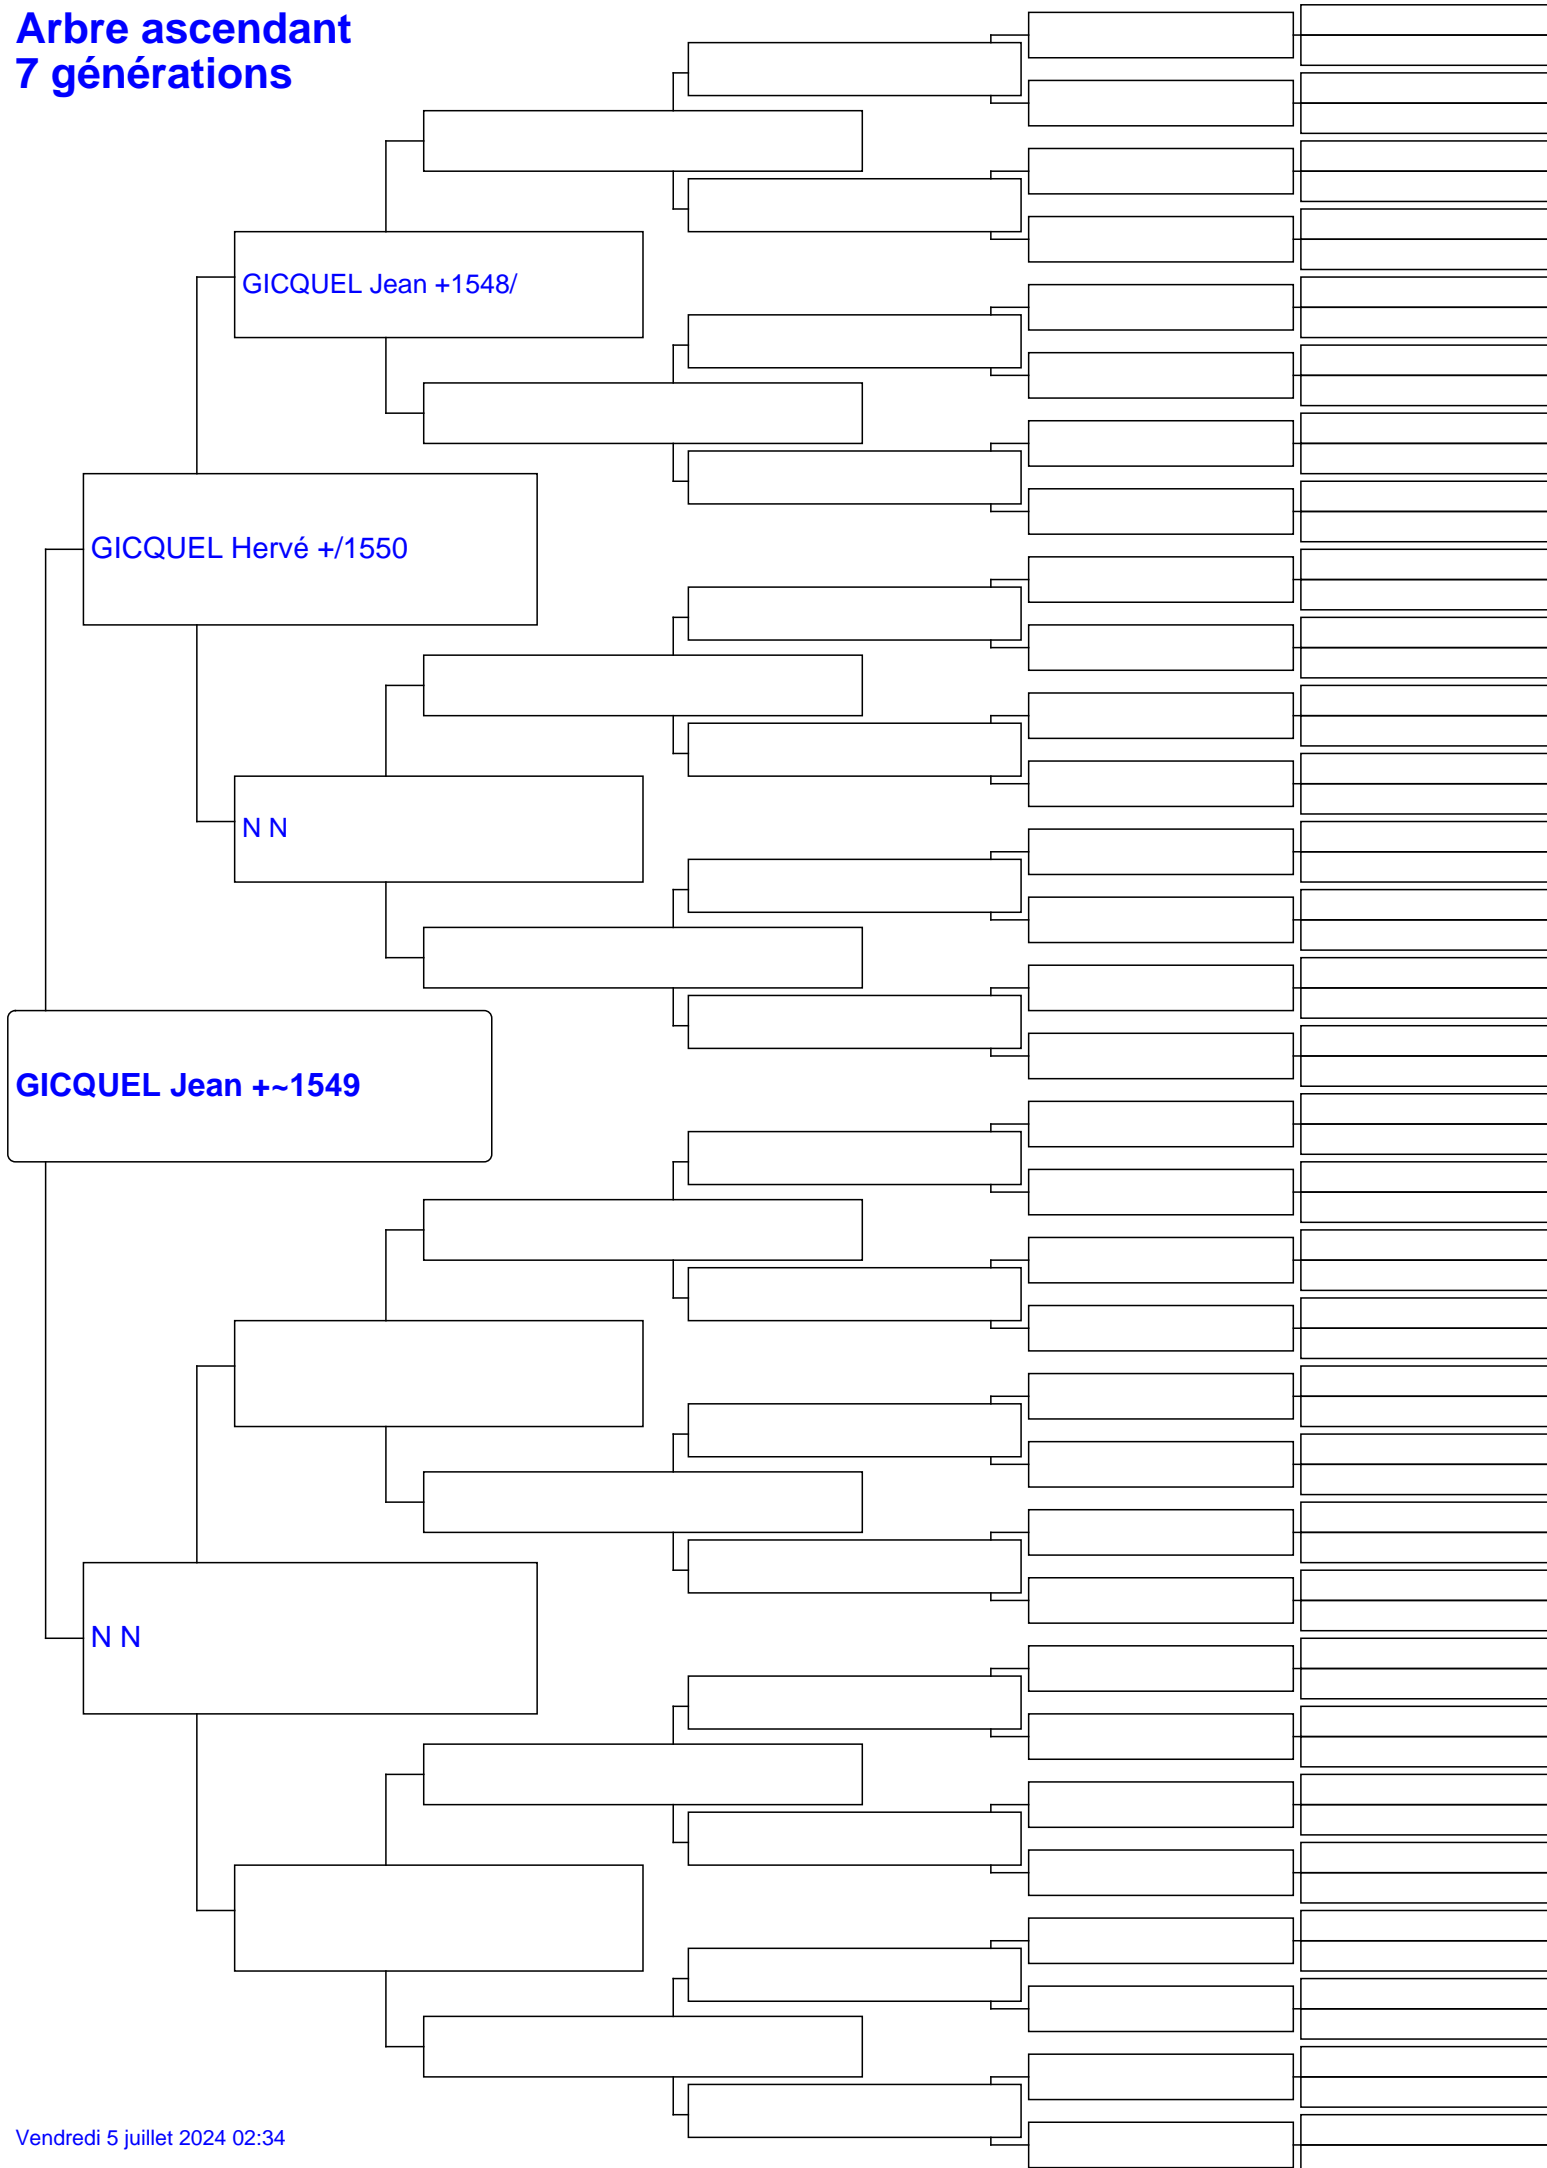 Arbre ascendant
7 générations
GICQUEL Jean +1548/
GICQUEL Hervé +/1550
N N
GICQUEL Jean +~1549
N N
Vendredi 5 juillet 2024 02:34